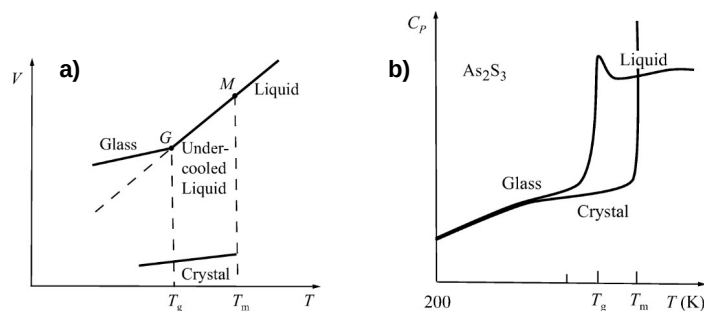 a)
V
M
Liquid
G
Glass
Under-
cooled
Liquid
Crystal
Tg
Tm
T
b)
CP
As2S3
Liquid
Glass
Crystal
200
Tg
Tm
T (K)